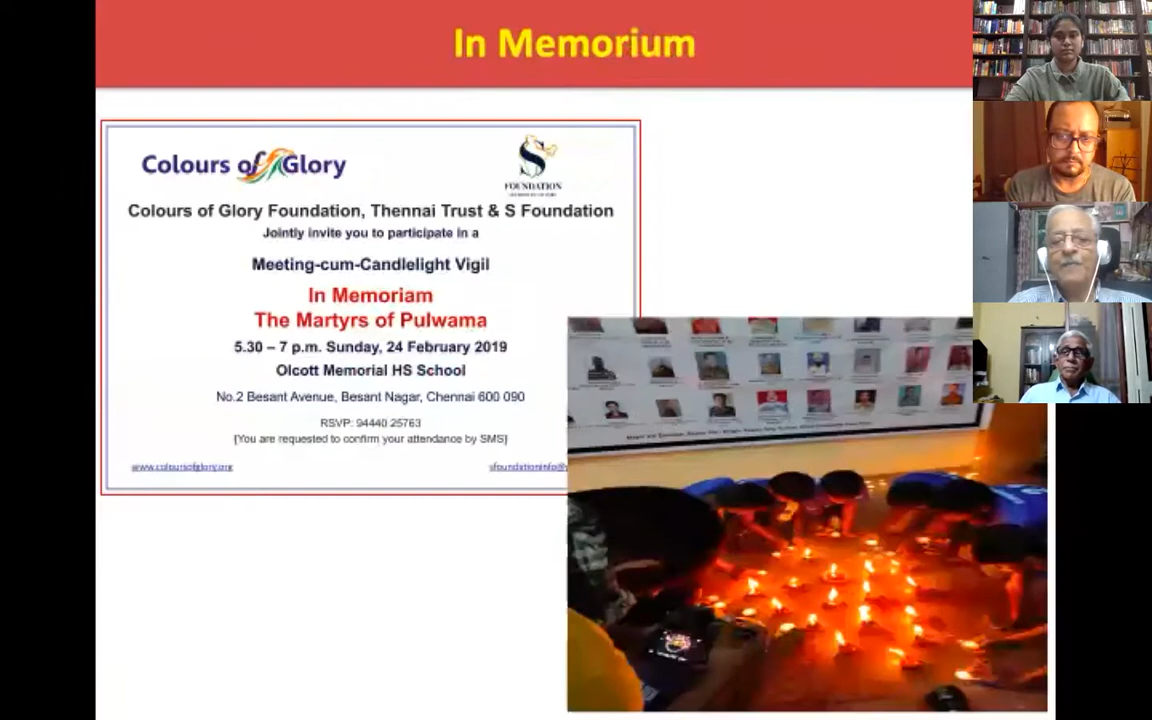 In Memorium
Colours of Glory
S
FOUNDATION
Colours of Glory Foundation, Thennai Trust & S Foundation
Jointly invite you to participate in a
Meeting-cum-Candlelight Vigil
In Memoriam
The Martyrs of Pulwama
5.30 – 7 p.m. Sunday, 24 February 2019
Olcott Memorial HS School
No.2 Besant Avenue, Besant Nagar, Chennai 600 090
RSVP: 94440 25763
[You are requested to confirm your attendance by SMS]
www.coloursofglory.org
sfoundationinfo@